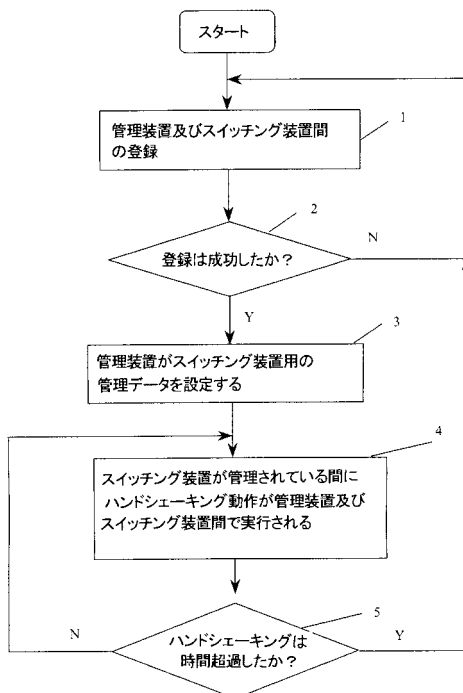 スタート
管理装置及びスイッチング装置間
の登録
1
2
登録は成功したか？
N
Y
3
管理装置がスイッチング装置用の
管理データを設定する
4
スイッチング装置が管理されている間に
ハンドシェーキング動作が管理装置及び
スイッチング装置間で実行される
5
N
ハンドシェーキングは
時間超過したか？
Y